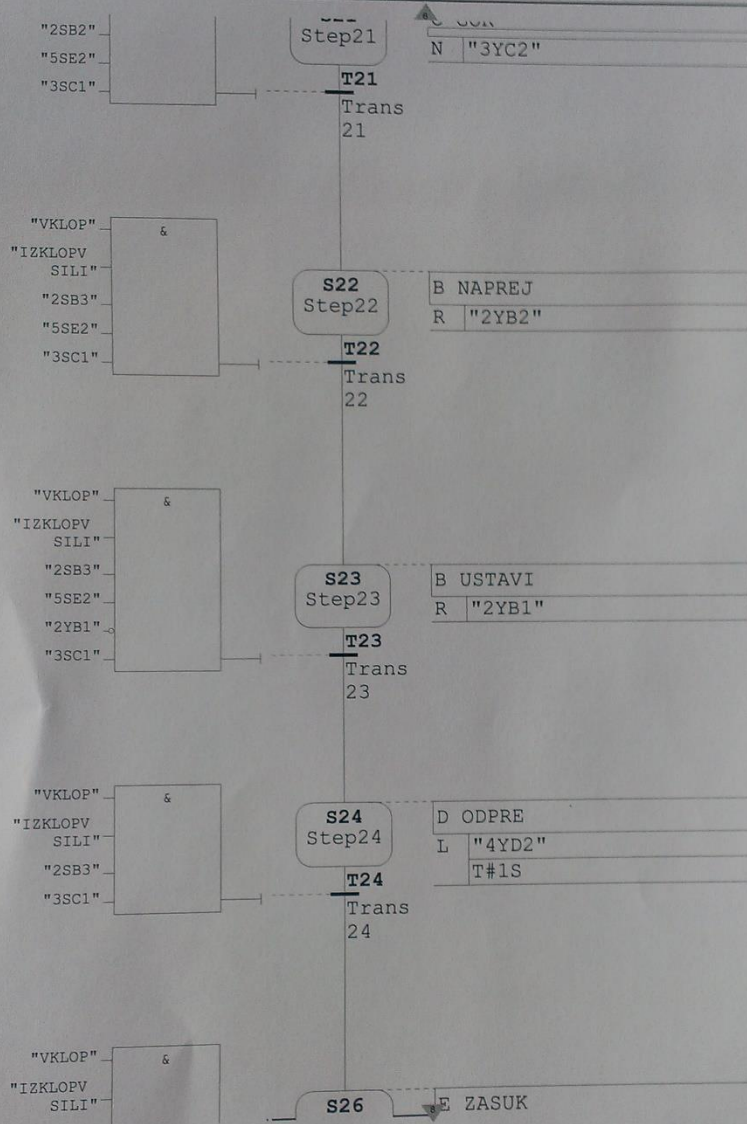 "2SB2"
"5SE2"
"3SC1"
Step21
T21
Trans
21
N "3YC2"
"VKLOP"
&
"IZKLOPV
SILI"
"2SB3"
"5SE2"
"3SC1"
S22
Step22
T22
Trans
22
B NAPREJ
R "2YB2"
"VKLOP"
&
"IZKLOPV
SILI"
"2SB3"
"5SE2"
"2YB1"
"3SC1"
S23
Step23
T23
Trans
23
B USTAVI
R "2YB1"
"VKLOP"
&
"IZKLOPV
SILI"
"2SB3"
"3SC1"
S24
Step24
T24
Trans
24
D ODPRE
L "4YD2"
T#1S
"VKLOP"
&
"IZKLOPV
SILI"
S26
E ZASUK